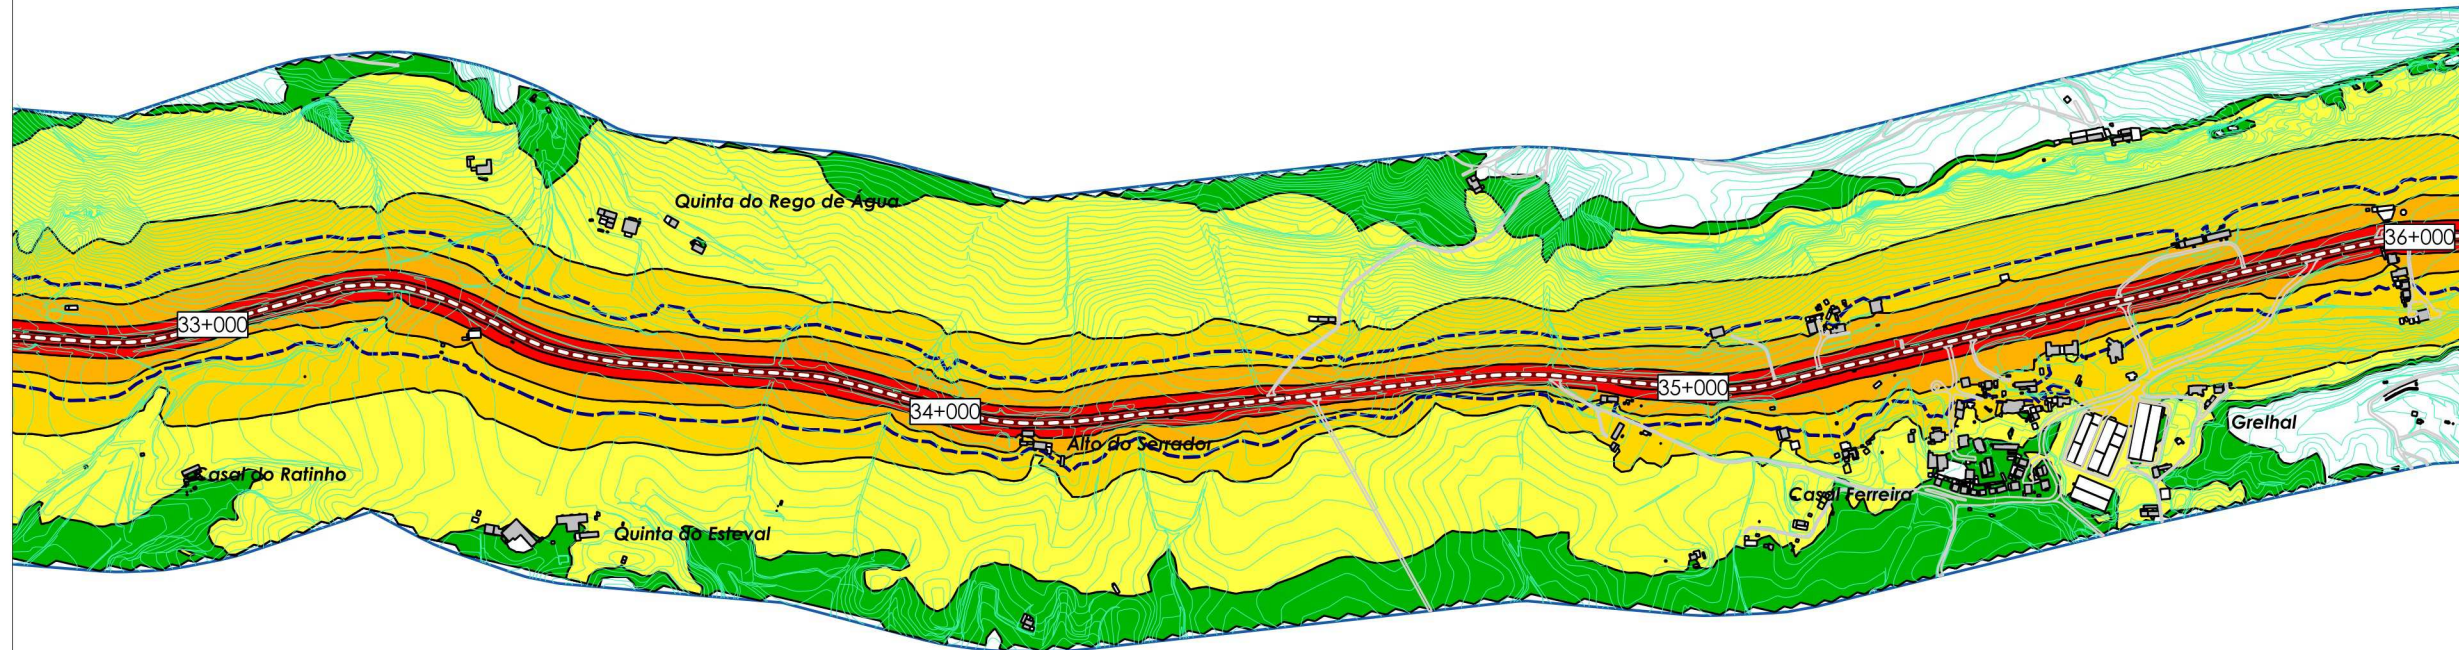 Quinta do Rego de Água
36+000
33+000
35+000
34+000
Grelhal
Alto do Serrador
Casal do Ratinho
Casal Ferreira
Quinta do Esteval